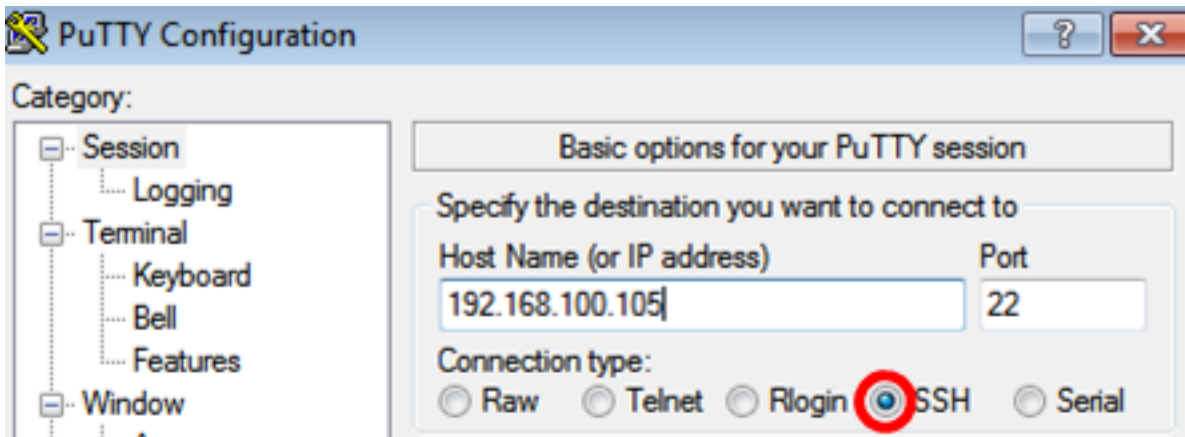 PuTTY Configuration
Category:
Session
Logging
Terminal
Keyboard
Bell
Features
Window
Basic options for your PuTTY session
Specify the destination you want to connect to
Host Name (or IP address) Port
192.168.100.105 22
Connection type:
Raw Telnet Rlogin SSH Serial